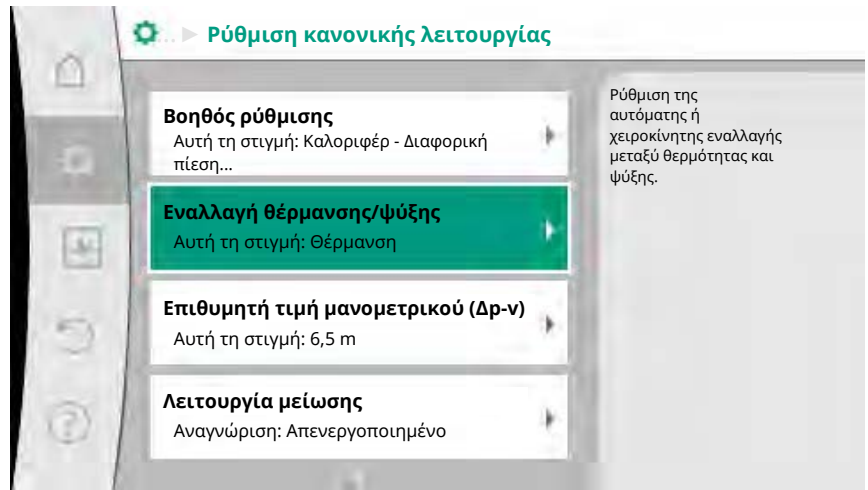 Ρύθμιση κανονικής λειτουργίας
Βοηθός ρύθμισης
Αυτή τη στιγμή: Καλοριφέρ - Διαφορική
πίεση...
Εναλλαγή θέρμανσης/ψύξης
Αυτή τη στιγμή: Θέρμανση
Επιθυμητή τιμή μανομετρικού (Δp-v)
Αυτή τη στιγμή: 6,5 m
Λειτουργία μείωσης
Αναγνώριση: Απενεργοποιημένο
Ρύθμιση της
αυτόματης ή
χειροκίνητης εναλλαγής
μεταξύ θερμότητας και
ψύξης.